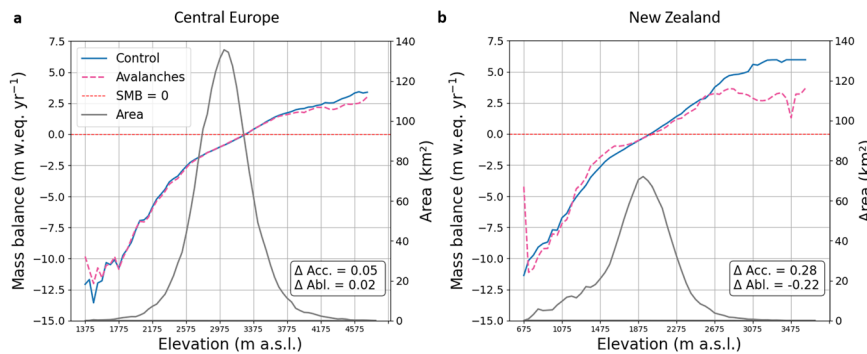 a
Central Europe
Mass balance (m w.eq. yr⁻¹)
7.5
5.0
2.5
0.0
−2.5
−5.0
−7.5
−10.0
−12.5
−15.0
Control
Avalanches
SMB = 0
Area
Δ Acc. = 0.05
Δ Abl. = 0.02
140
120
100
80
60
40
20
0
Area (km²)
1375 1775 2175 2575 2975 3375 3775 4175 4575
Elevation (m a.s.l.)
b
New Zealand
Mass balance (m w.eq. yr⁻¹)
7.5
5.0
2.5
0.0
−2.5
−5.0
−7.5
−10.0
−12.5
−15.0
Δ Acc. = 0.28
Δ Abl. = -0.22
140
120
100
80
60
40
20
0
Area (km²)
675 1075 1475 1875 2275 2675 3075 3475
Elevation (m a.s.l.)